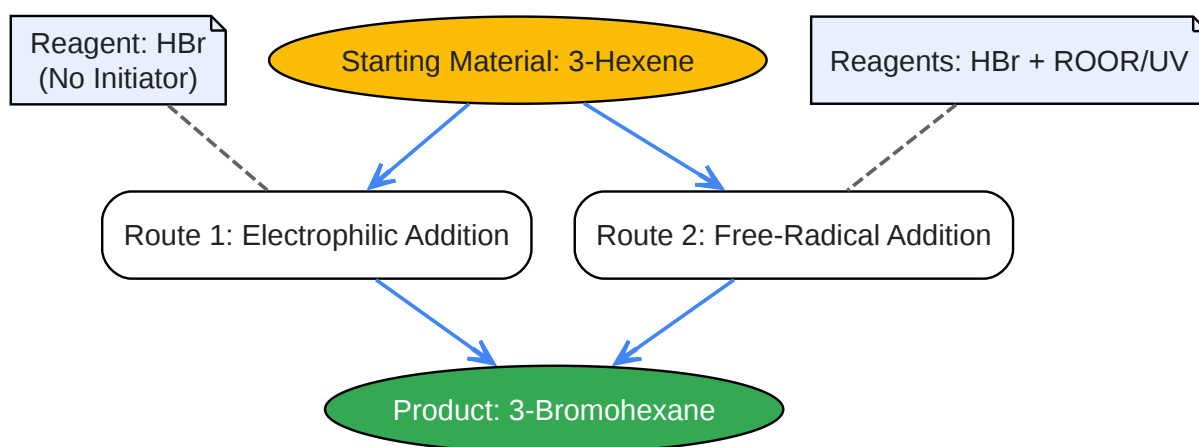 Reagent: HBr
(No Initiator)
Starting Material: 3-Hexene
Reagents: HBr + ROOR/UV
Route 1: Electrophilic Addition
Route 2: Free-Radical Addition
Product: 3-Bromohexane